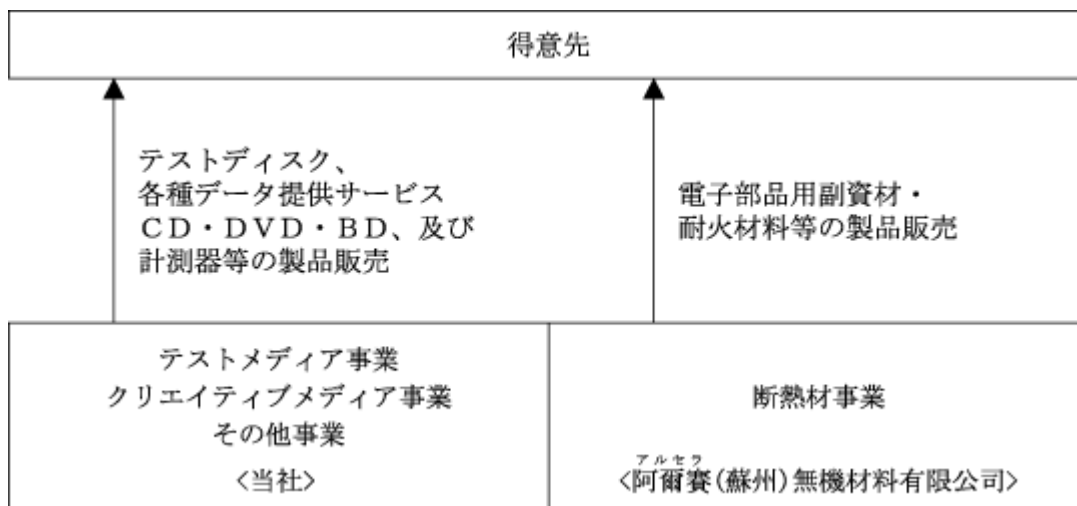 得意先
テストディスク、
各種データ提供サービス
ＣＤ・ＤＶＤ・ＢＤ、及び
計測器等の製品販売
電子部品用副資材・
耐火材料等の製品販売
テストメディア事業
クリエイティブメディア事業
その他事業
<当社>
断熱材事業
アルセラ
<阿爾賽(蘇州)無機材料有限公司>